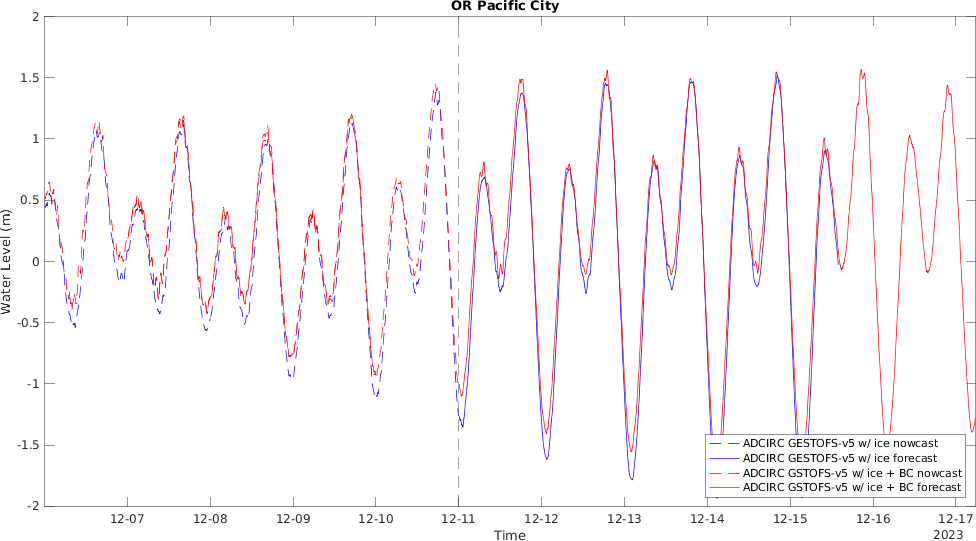 OR Pacific City
2
1.5
1
0.5
0
-0.5
-1
-1.5
-2
Water Level (m)
ADCIRC GESTOFS-v5 w/ ice nowcast
ADCIRC GESTOFS-v5 w/ ice forecast
ADCIRC GSTOFS-v5 w/ ice + BC nowcast
ADCIRC GSTOFS-v5 w/ ice + BC forecast
12-07 12-08 12-09 12-10 12-11 12-12 12-13 12-14 12-15 12-16 12-17
Time
2023